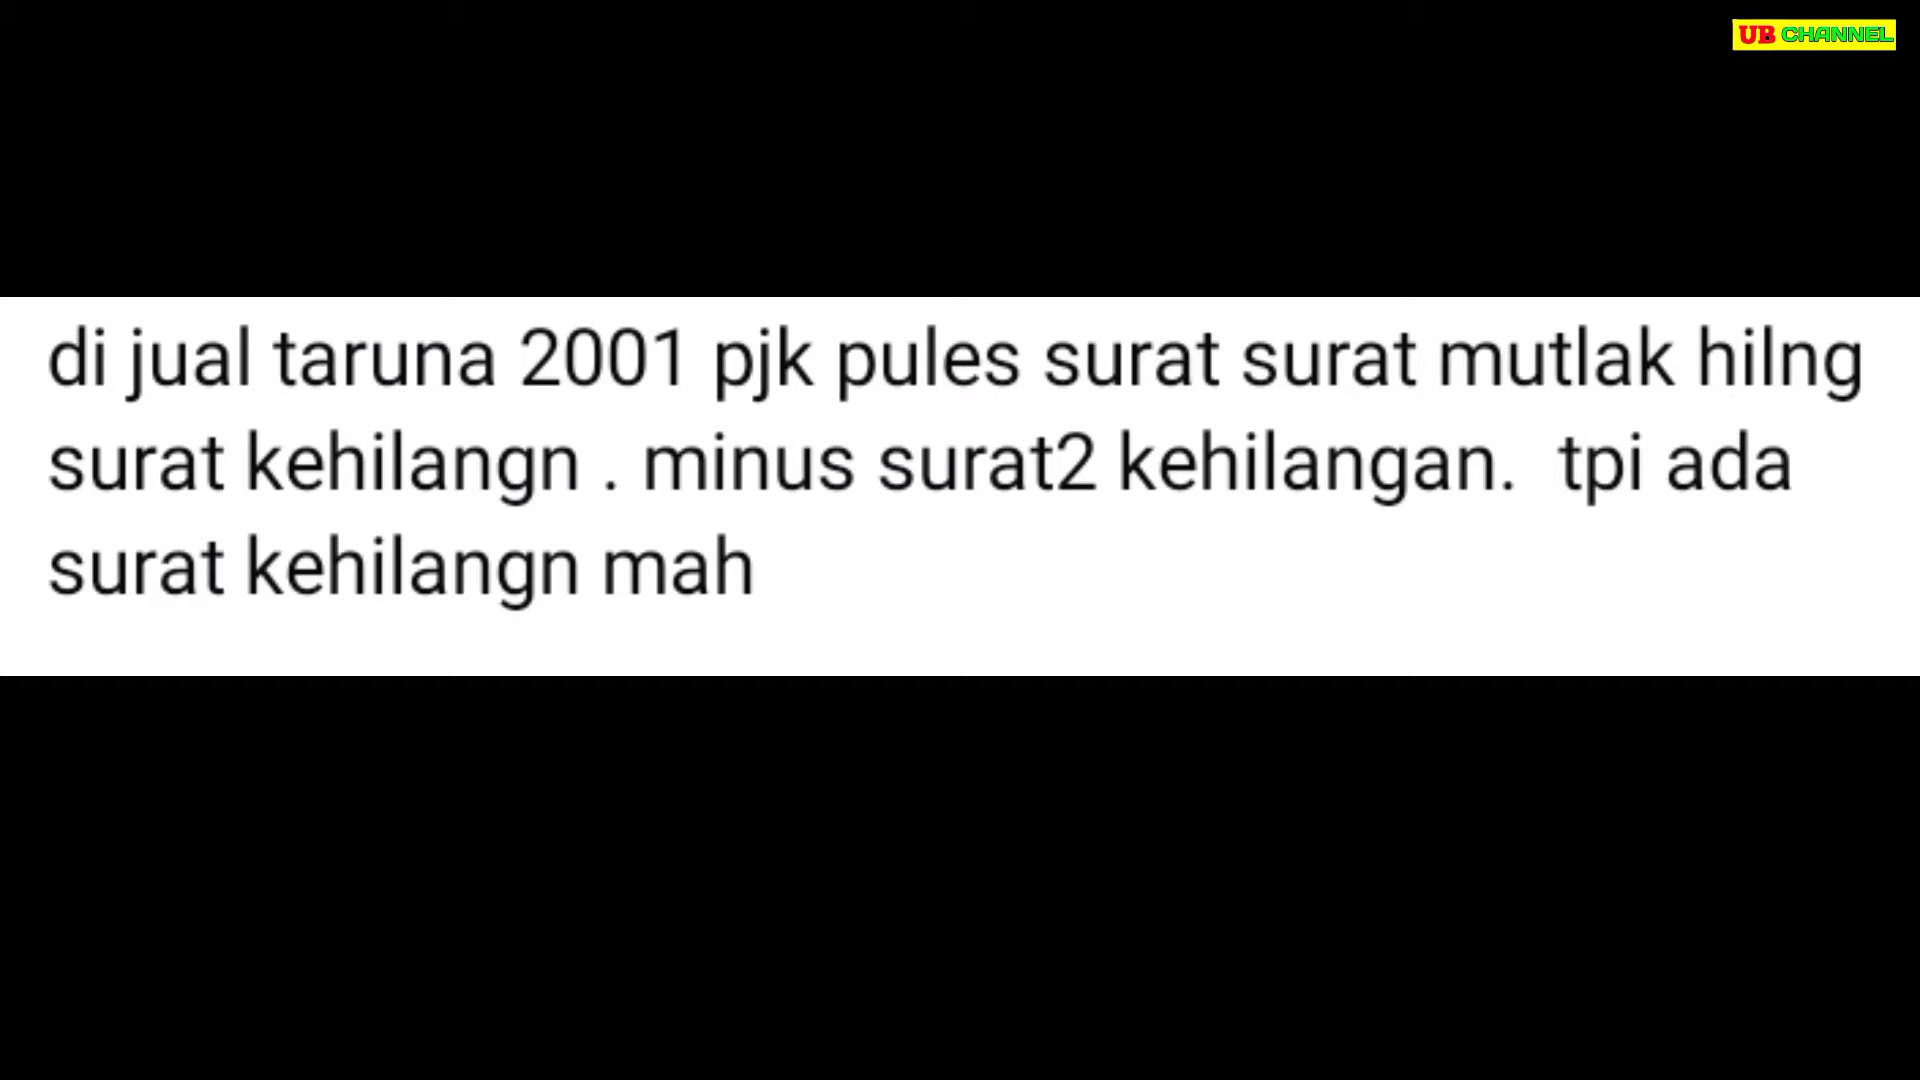 UB CHANNEL
di jual taruna 2001 pjk pules surat surat mutlak hilng
surat kehilangn . minus surat2 kehilangan.  tpi ada
surat kehilangn mah